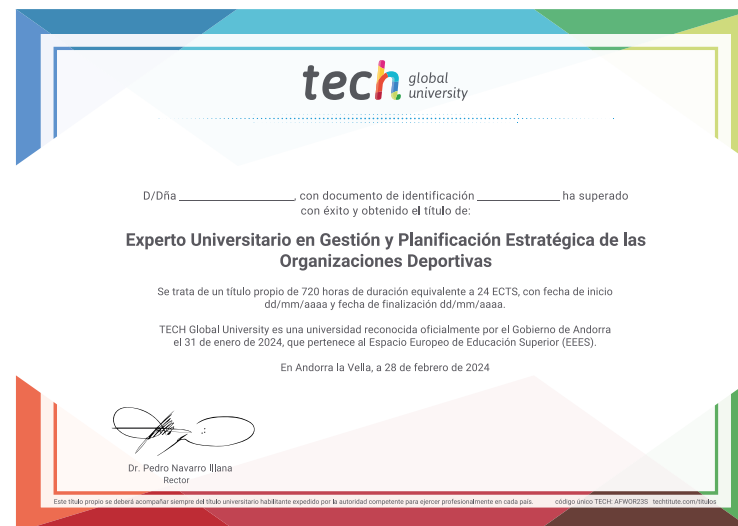 tech global university
D/Dña ____________, con documento de identificación ____________ ha superado
con éxito y obtenido el título de:
Experto Universitario en Gestión y Planificación Estratégica de las
Organizaciones Deportivas
Se trata de un título propio de 720 horas de duración equivalente a 24 ECTS, con fecha de inicio
dd/mm/aaaa y fecha de finalización dd/mm/aaaa.
TECH Global University es una universidad reconocida oficialmente por el Gobierno de Andorra
el 31 de enero de 2024, que pertenece al Espacio Europeo de Educación Superior (EEES).
En Andorra la Vella, a 28 de febrero de 2024
Dr. Pedro Navarro Illana
Rector
Este título propio se deberá acompañar siempre del título universitario habilitante expedido por la autoridad competente para ejercer profesionalmente en cada país. código único TECH: AFWOR23S techtitute.com/titulos